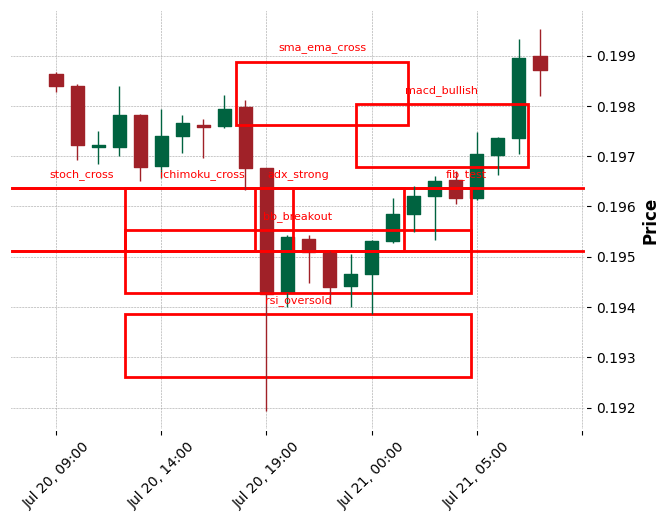 sma_ema_cross
0.199
macd_bullish
0.198
0.197
stoch_cross
chimoku_cross
adx_strong
0.196
Price
_breakout
0.195
rsi_oversold
0.194
0.193
0.192
Jul 20, 09:00
Jul 20, 14:00
Jul 20, 19:00
Jul 21, 00:00
Jul 21, 05:00